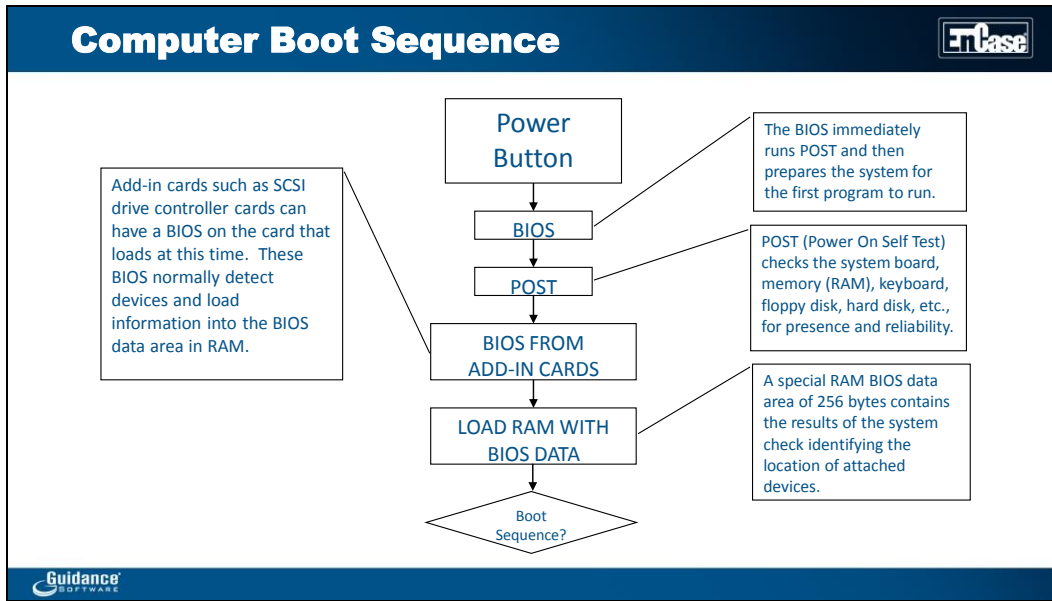 Computer Boot Sequence
EnCase
Power
Button
The BIOS immediately
runs POST and then
prepares the system for
the first program to run.
Add-in cards such as SCSI
drive controller cards can
have a BIOS on the card that
loads at this time.  These
BIOS normally detect
devices and load
information into the BIOS
data area in RAM.
BIOS
POST
POST (Power On Self Test)
checks the system board,
memory (RAM), keyboard,
floppy disk, hard disk, etc.,
for presence and reliability.
BIOS FROM
ADD-IN CARDS
LOAD RAM WITH
BIOS DATA
A special RAM BIOS data
area of 256 bytes contains
the results of the system
check identifying the
location of attached
devices.
Boot
Sequence?
Guidance
SOFTWARE